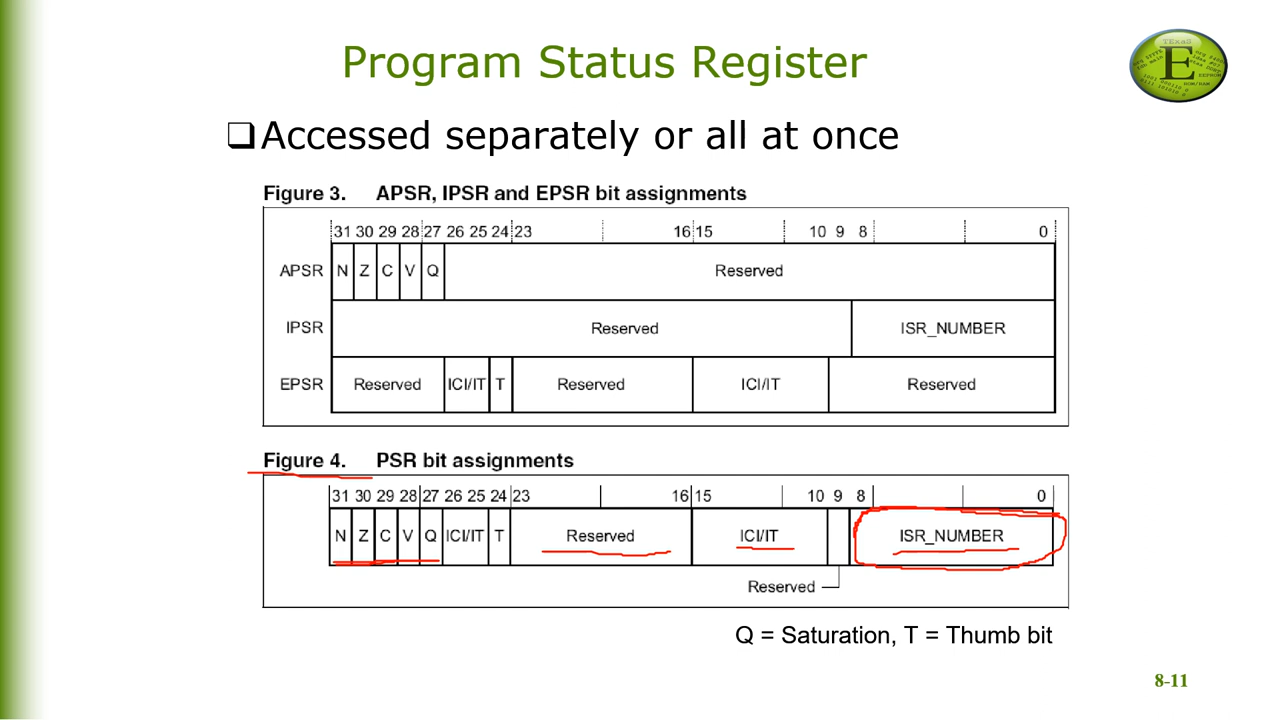 Program Status Register
TExaS
E
❑Accessed separately or all at once
Figure 3. APSR, IPSR and EPSR bit assignments
31 30 29 28 27 26 25 24 23 16 15 10 9 8 0
APSR N Z C V Q Reserved
IPSR Reserved ISR_NUMBER
EPSR Reserved ICI/IT T Reserved ICI/IT Reserved
Figure 4. PSR bit assignments
31 30 29 28 27 26 25 24 23 16 15 10 9 8 0
N Z C V Q ICI/IT T Reserved ICI/IT ISR_NUMBER
Reserved
Q = Saturation, T = Thumb bit
8-11